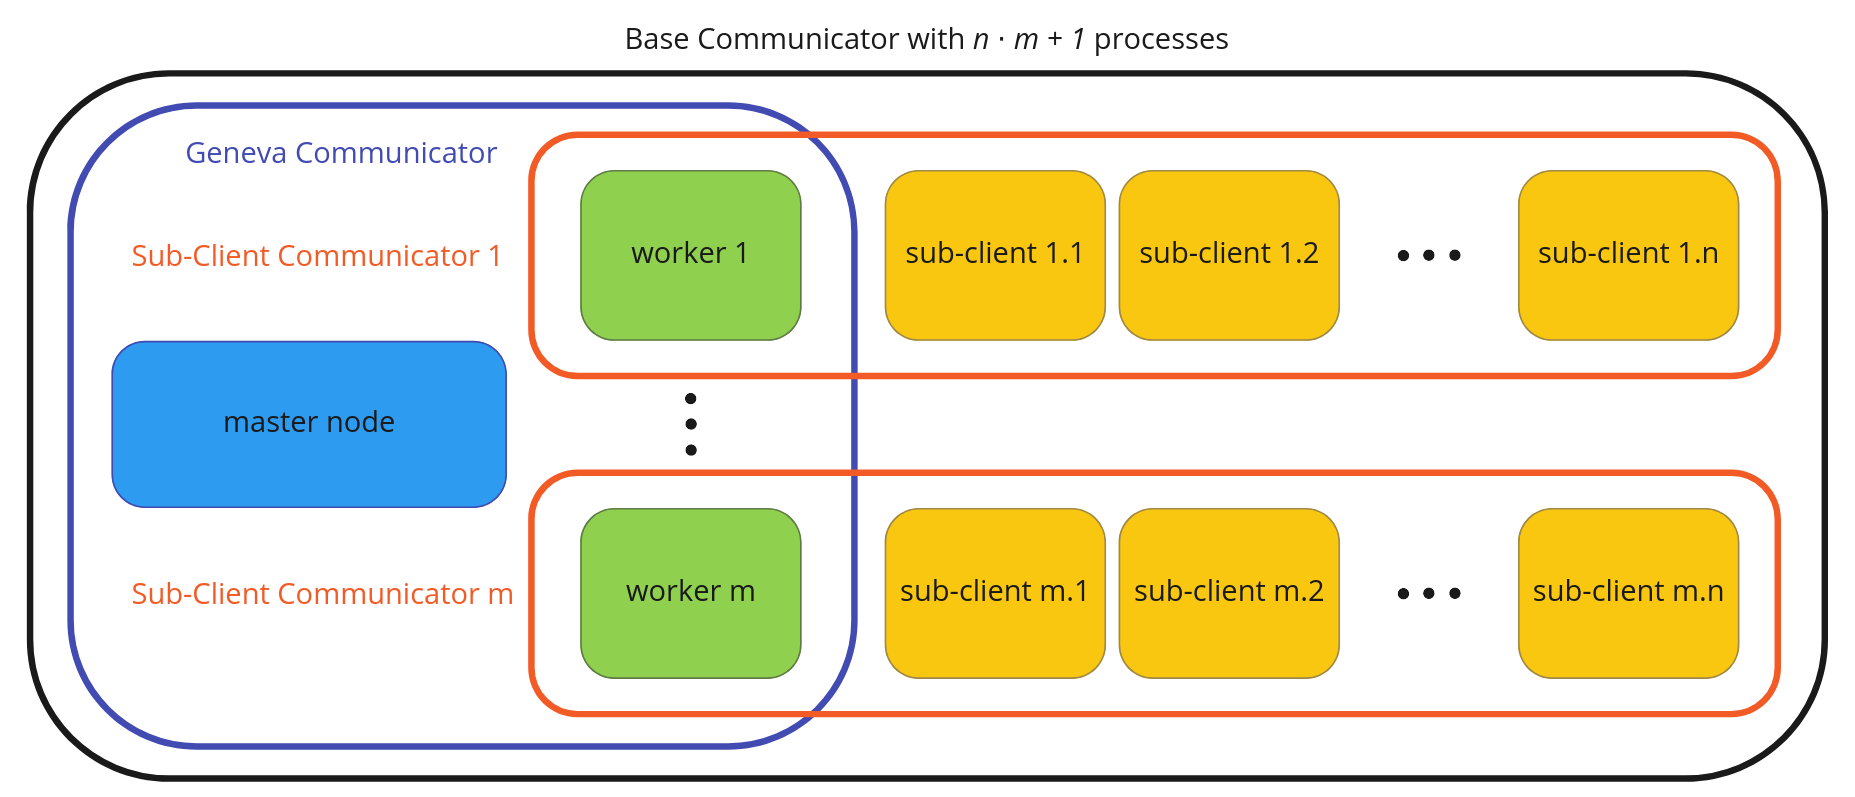 Base Communicator with n · m + 1 processes
Geneva Communicator
Sub-Client Communicator 1
worker 1
sub-client 1.1
sub-client 1.2
sub-client 1.n
master node
Sub-Client Communicator m
worker m
sub-client m.1
sub-client m.2
sub-client m.n